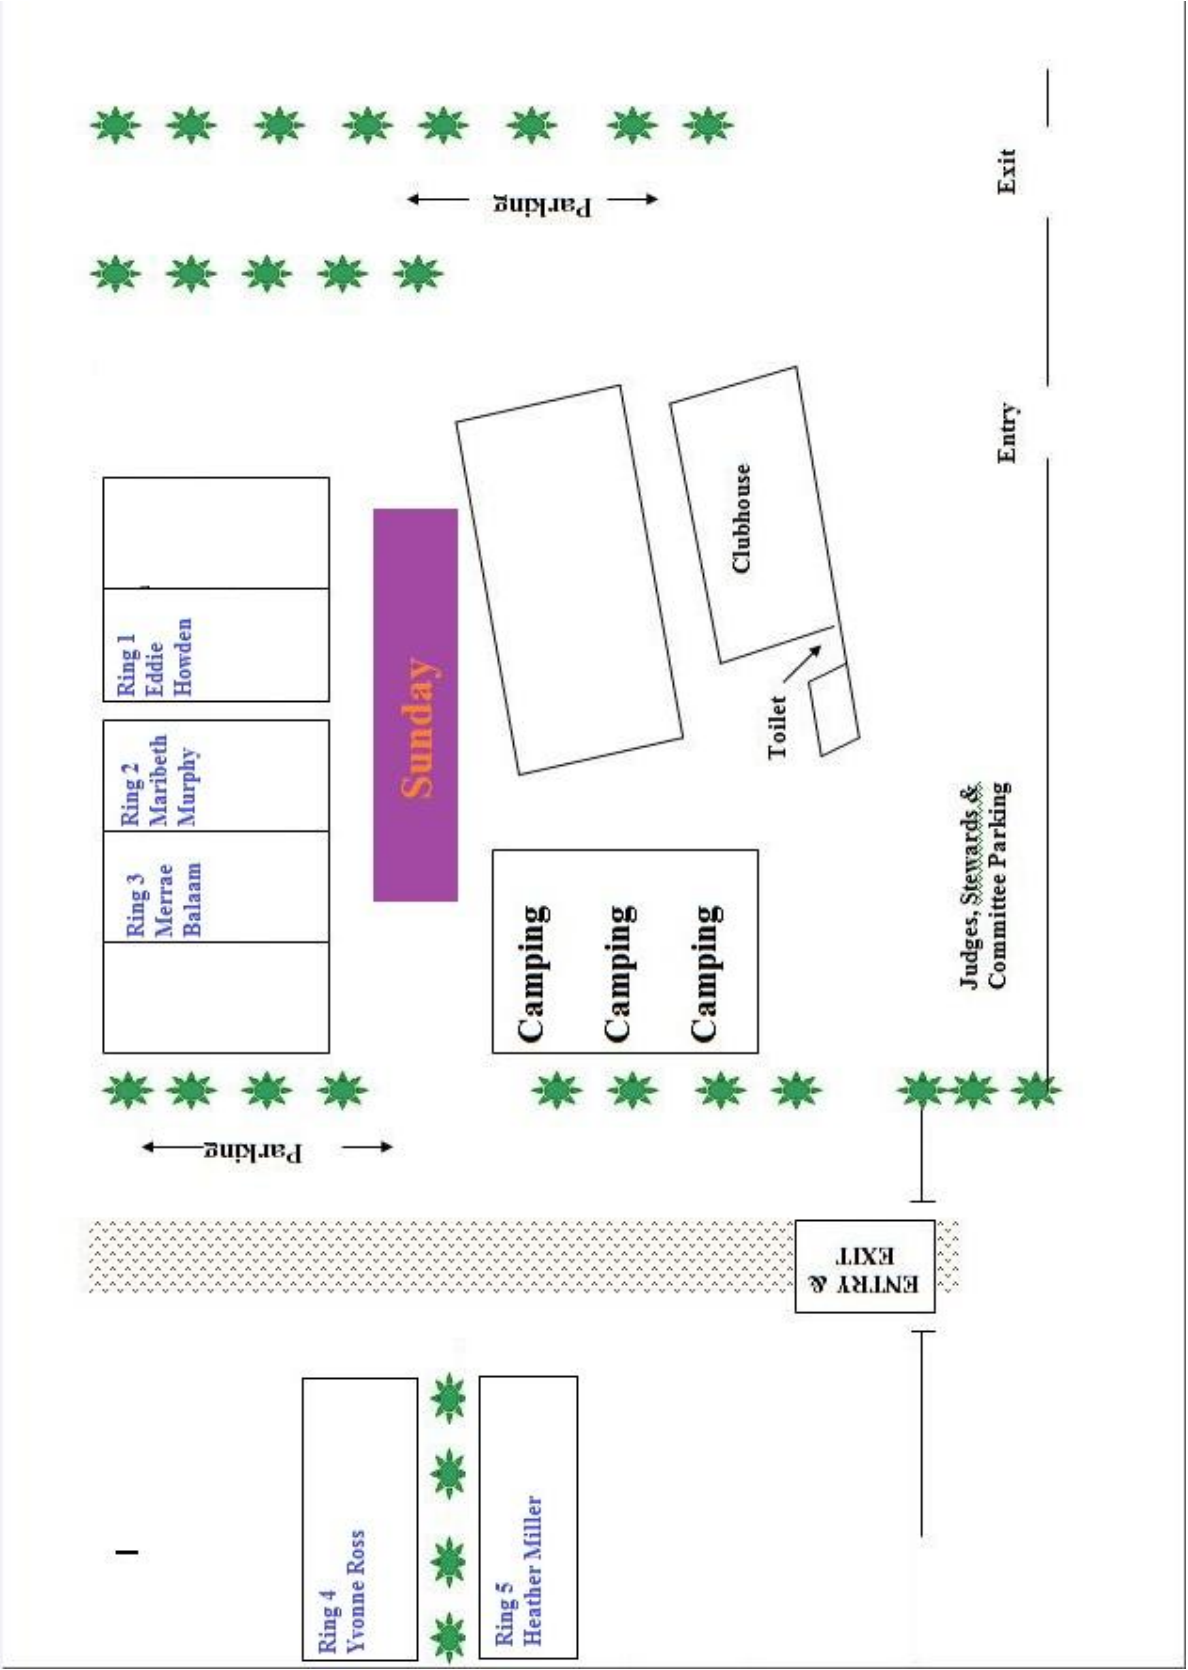 Parking
Exit
Entry
Clubhouse
Toilet
Sunday
Ring 1
Eddie
Howden
Ring 2
Maribeth
Murphy
Ring 3
Merrae
Balaam
Camping
Camping
Camping
Judges, Stewards &
Committee Parking
Parking
ENTRY &
EXIT
Ring 4
Yvonne Ross
Ring 5
Heather Miller